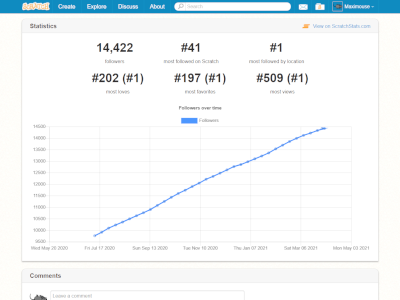 SCRATCH Create Explore Discuss About Search Maximouse
Statistics View on ScratchStats.com
14,422 #41 #1
followers most followed on Scratch most followed by location
#202 (#1) #197 (#1) #509 (#1)
most loves most favorites most views
Followers over time
Followers
14500
14000
13500
13000
12500
12000
11500
11000
10500
10000
9500
Wed May 20 2020 Fri Jul 17 2020 Sun Sep 13 2020 Tue Nov 10 2020 Thu Jan 07 2021 Sat Mar 06 2021 Mon May 03 2021
Comments
Leave a comment